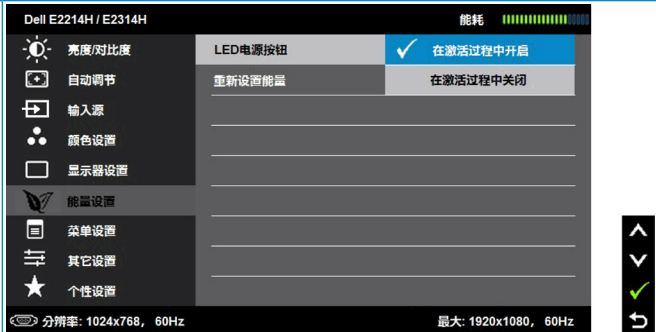 Dell E2214H / E2314H 能耗
亮度/对比度 LED电源按钮 在激活过程中开启
自动调节 重新设置能量 在激活过程中关闭
输入源
颜色设置
显示器设置
能量设置
菜单设置
其它设置
个性设置
分辨率: 1024x768, 60Hz 最大: 1920x1080, 60Hz